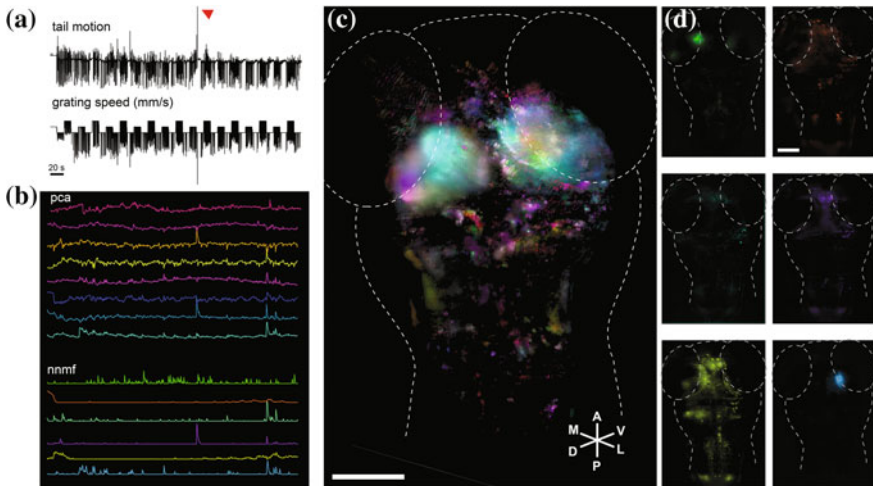 (a)
tail motion
grating speed (mm/s)
20 s
(b)
pca
nnmf
(c)
A
M V
D L
P
(d)